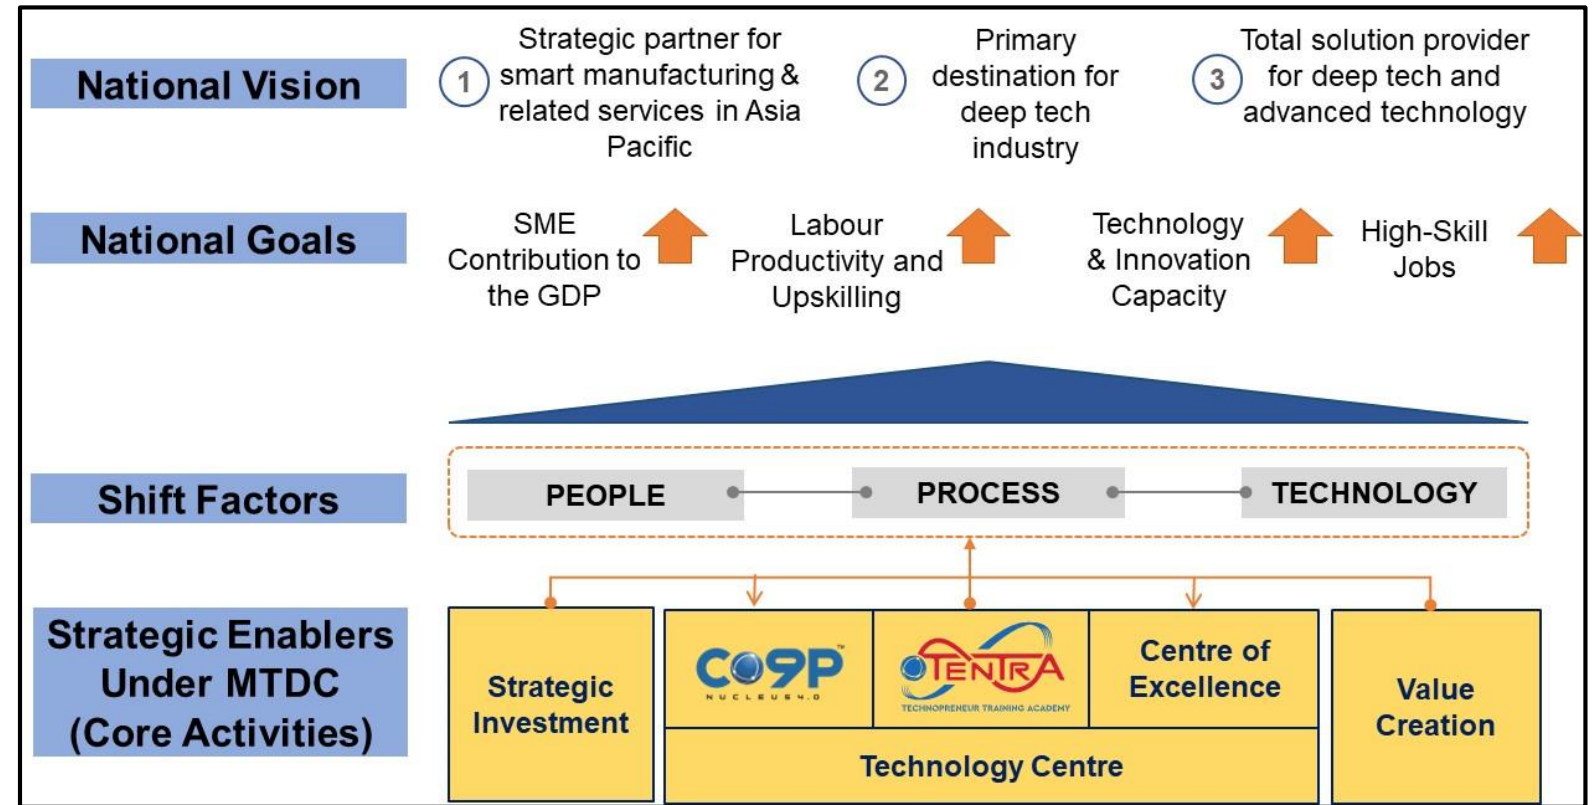 National Vision
1
Strategic partner for
smart manufacturing &
related services in Asia
Pacific
2
Primary
destination for
deep tech
industry
3
Total solution provider
for deep tech and
advanced technology
National Goals
SME
Contribution to
the GDP
Labour
Productivity and
Upskilling
Technology
& Innovation
Capacity
High-Skill
Jobs
Shift Factors
PEOPLE
PROCESS
TECHNOLOGY
Strategic Enablers
Under MTDC
(Core Activities)
Strategic
Investment
CO9P™
NUCLEUS4.0
TENTRA
TECHNOPRENEUR TRAINING ACADEMY
Centre of
Excellence
Technology Centre
Value
Creation